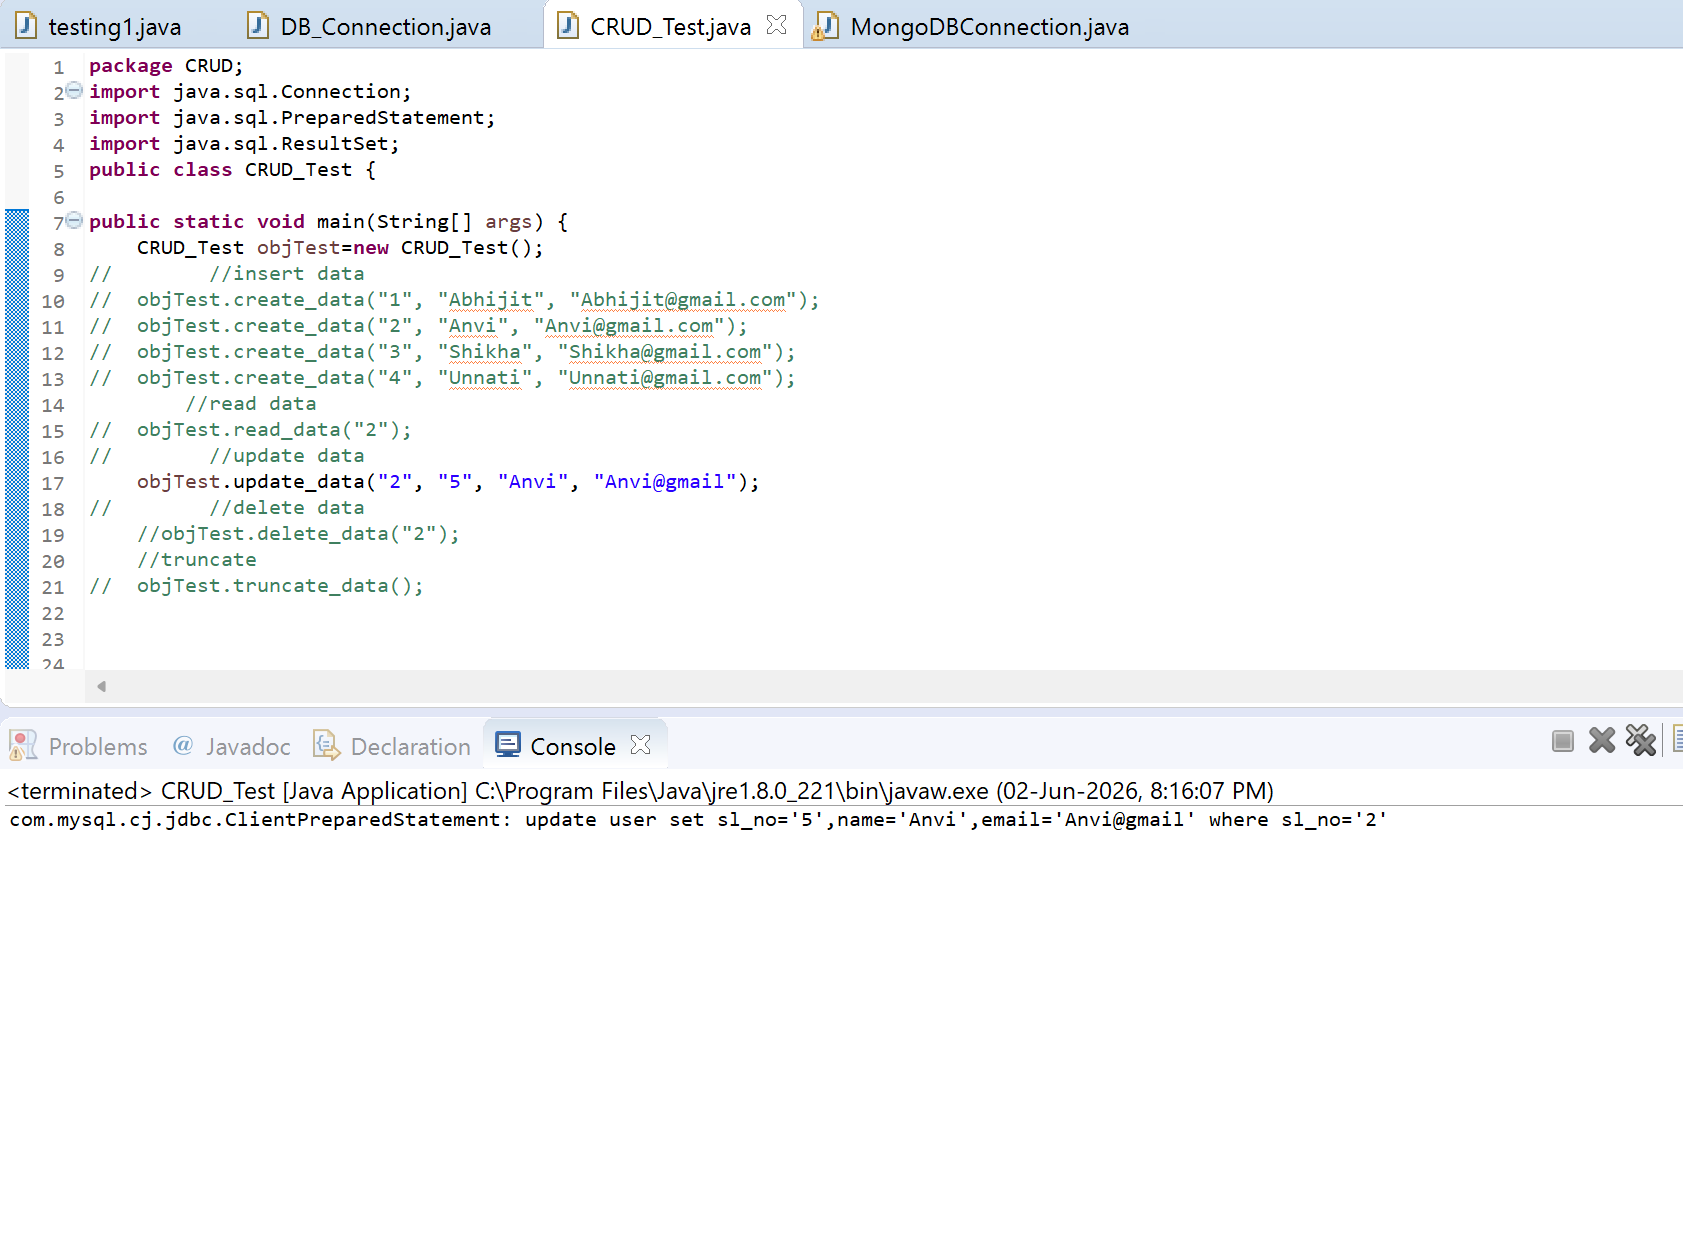 testing1.java DB_Connection.java CRUD_Test.java MongoDBConnection.java
1 package CRUD;
2 import java.sql.Connection;
3 import java.sql.PreparedStatement;
4 import java.sql.ResultSet;
5 public class CRUD_Test {
6
7 public static void main(String[] args) {
8     CRUD_Test objTest=new CRUD_Test();
9 //        //insert data
10 //  objTest.create_data("1", "Abhijit", "Abhijit@gmail.com");
11 //  objTest.create_data("2", "Anvi", "Anvi@gmail.com");
12 //  objTest.create_data("3", "Shikha", "Shikha@gmail.com");
13 //  objTest.create_data("4", "Unnati", "Unnati@gmail.com");
14         //read data
15 //  objTest.read_data("2");
16 //        //update data
17     objTest.update_data("2", "5", "Anvi", "Anvi@gmail");
18 //        //delete data
19     //objTest.delete_data("2");
20     //truncate
21 //  objTest.truncate_data();
22
23
24
Problems @ Javadoc Declaration Console
<terminated> CRUD_Test [Java Application] C:\Program Files\Java\jre1.8.0_221\bin\javaw.exe (02-Jun-2026, 8:16:07 PM)
com.mysql.cj.jdbc.ClientPreparedStatement: update user set sl_no='5',name='Anvi',email='Anvi@gmail' where sl_no='2'